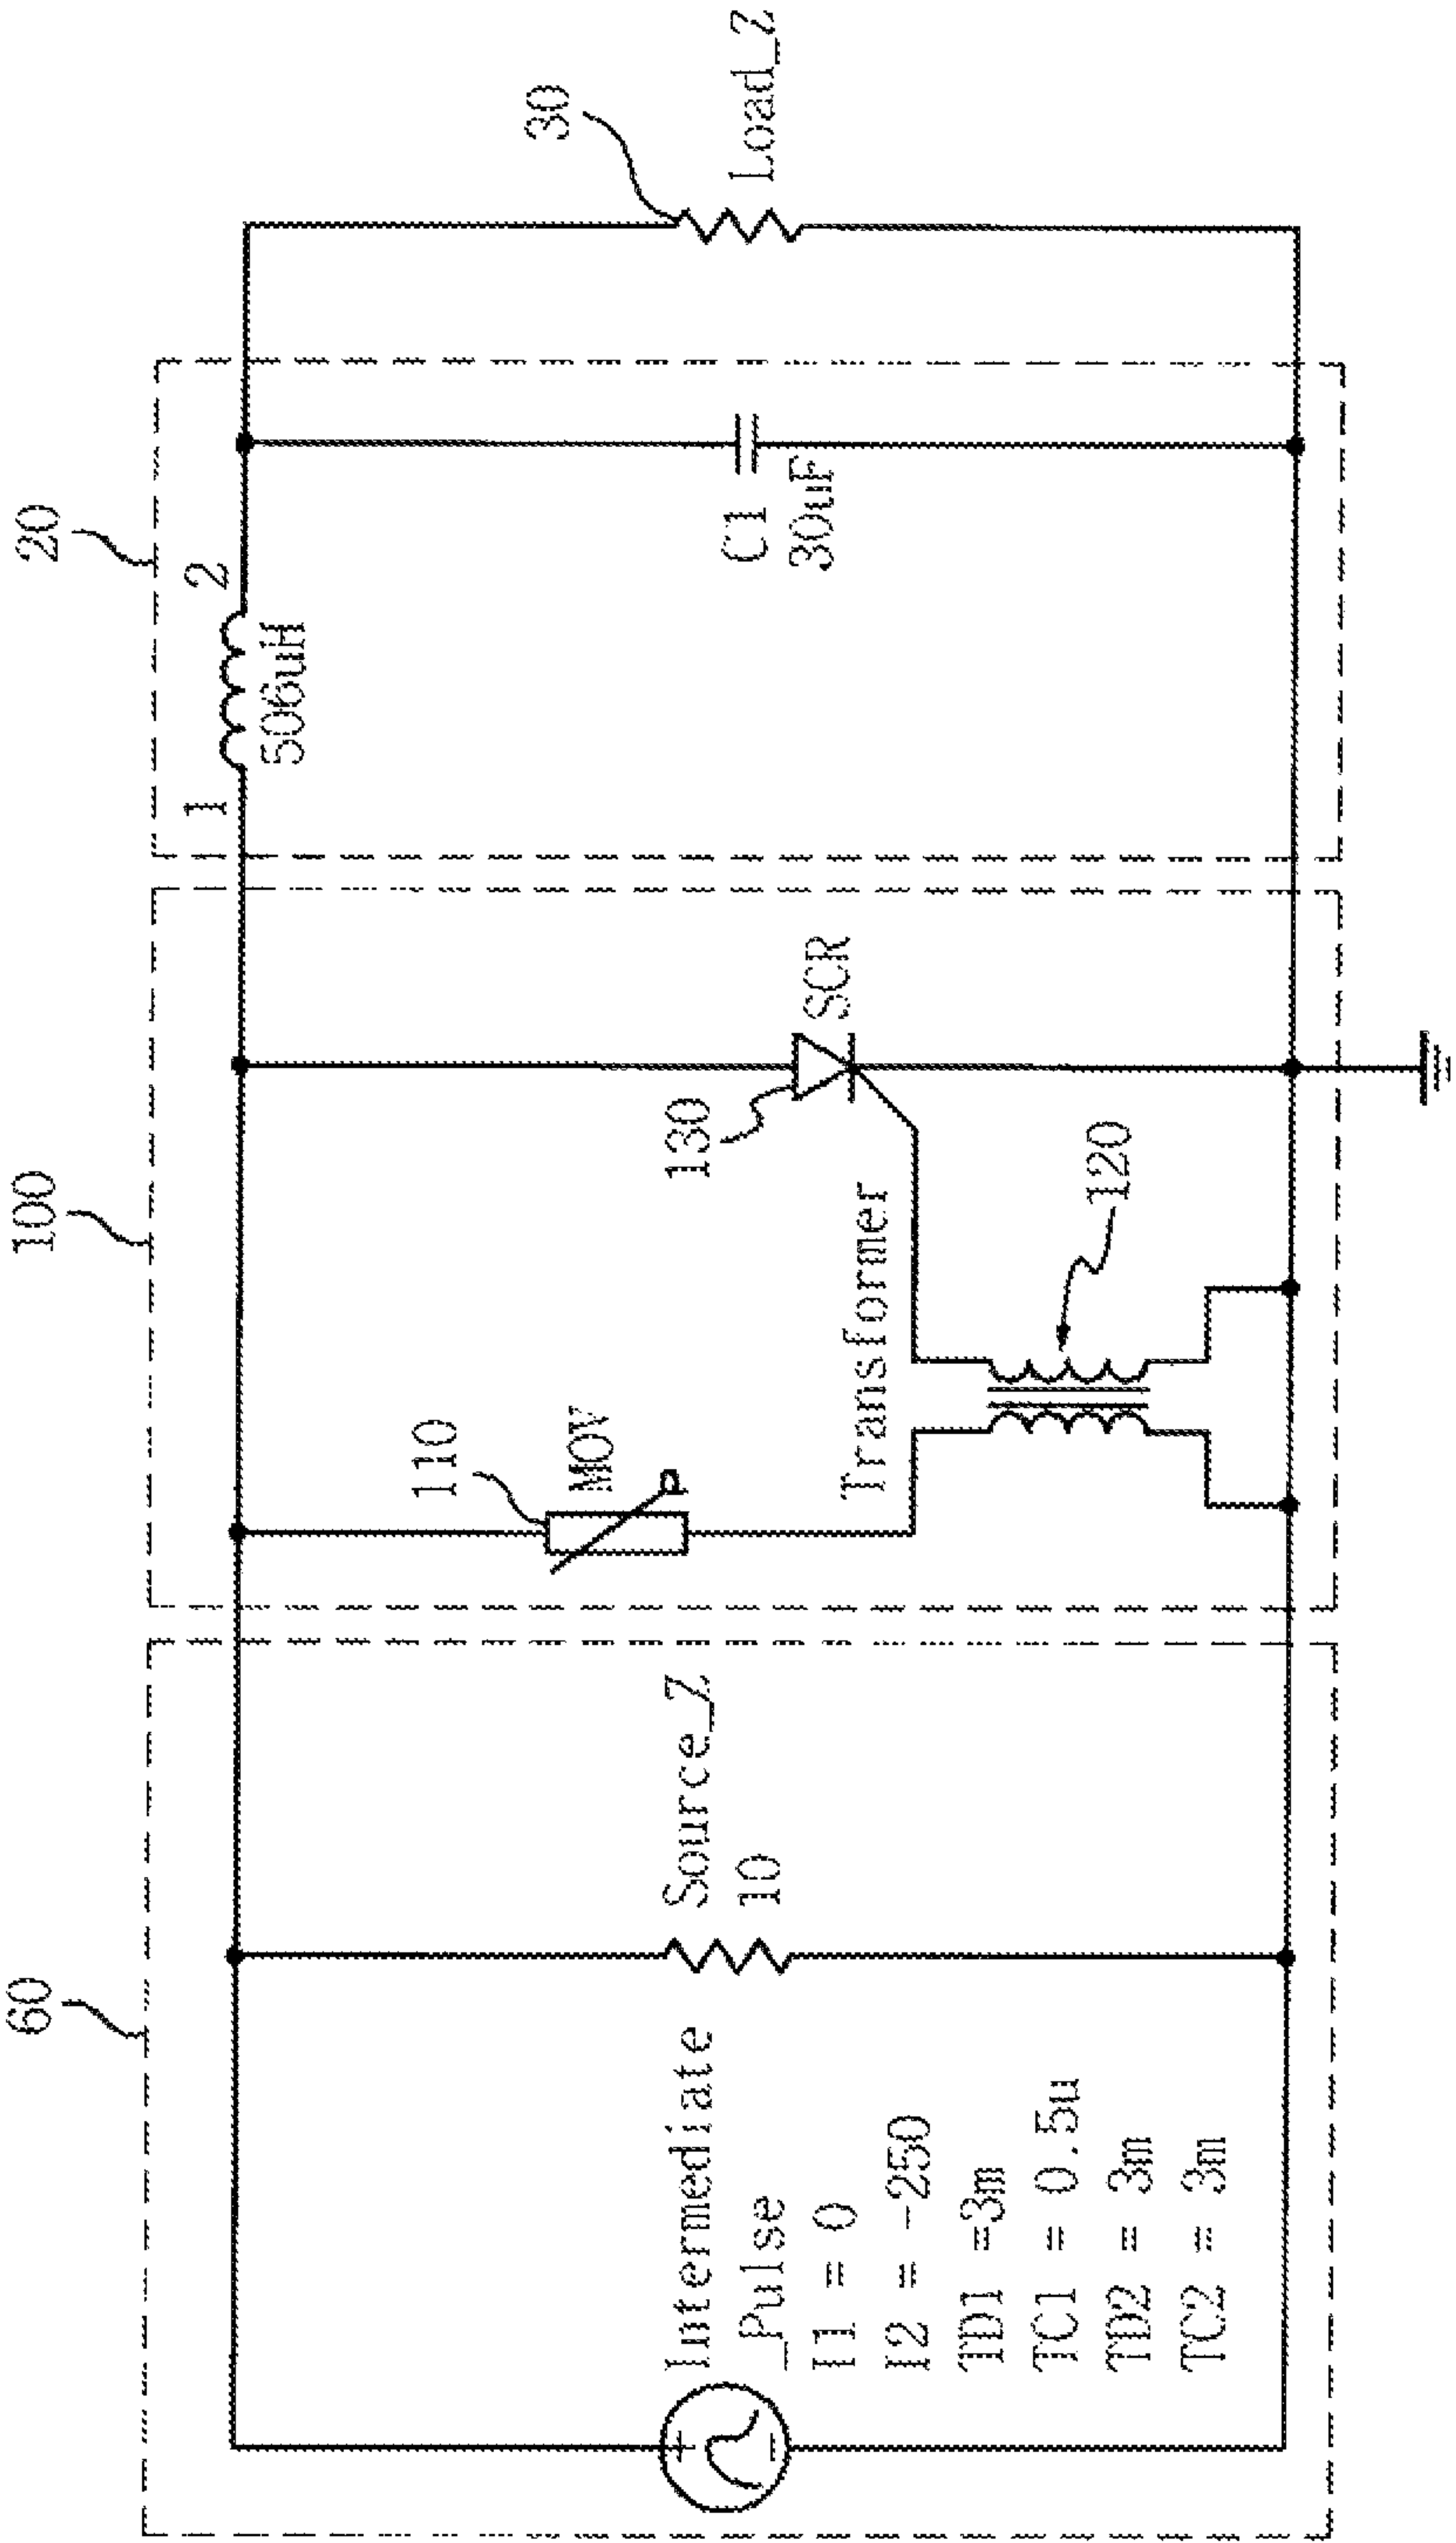 60
100
20
30
Intermediate
_Pulse
I1 = 0
I2 = -250
TD1 =3m
TC1 = 0.5u
TD2 = 3m
TC2 = 3m
Source_Z
10
110
MOV
Transformer
120
130
SCR
1
2
506uH
C1
30uF
Load_Z